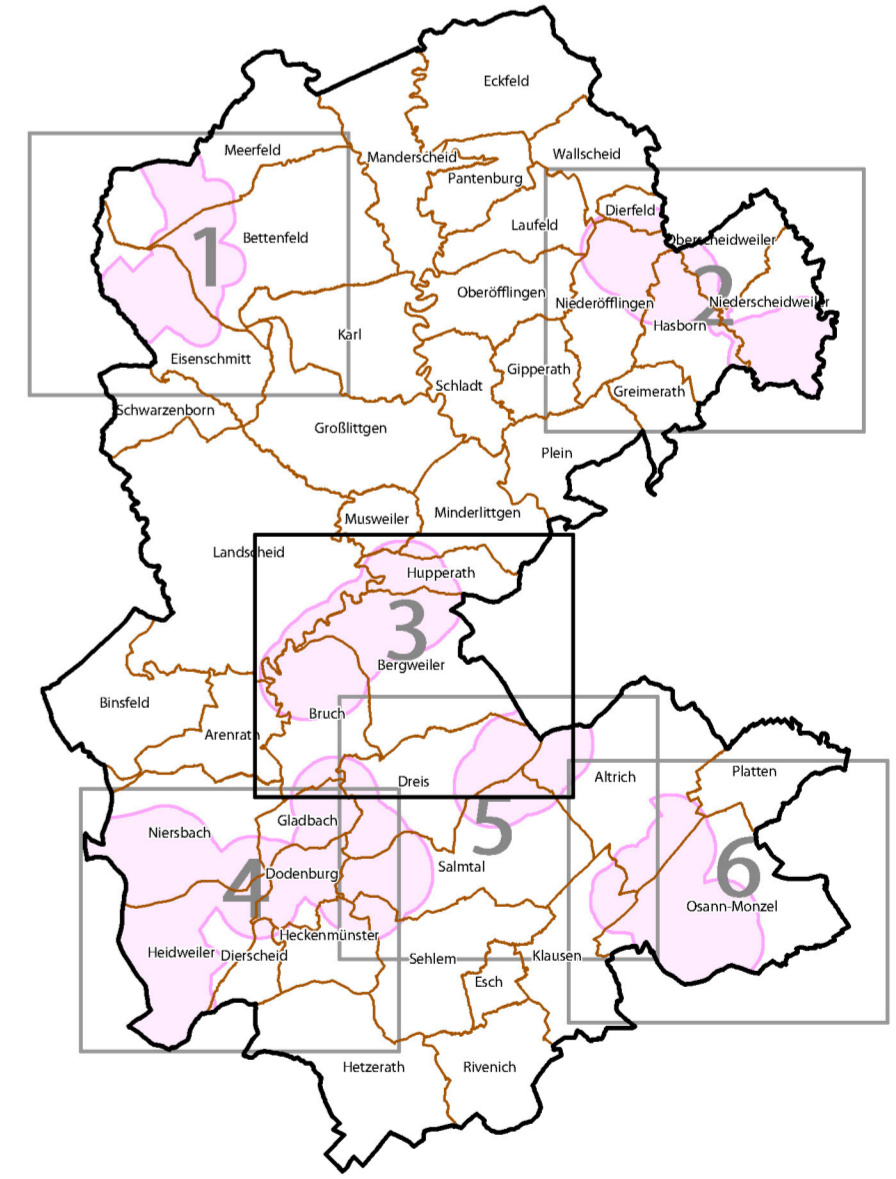 Eckfeld
Meerfeld
Manderscheid
Wallscheid
Pantenburg
Dierfeld
Laufeld
Bettenfeld
Oberscheidweiler
1
2
Oberöfflingen
Niederöfflingen
Niederscheidweiler
Hasborn
Karl
Eisenschmitt
Gipperath
Schladt
Greimerath
Schwarzenborn
Großlittgen
Plein
Musweiler
Minderlittgen
Landscheid
Hupperath
3
Bergweiler
Binsfeld
Bruch
Arenrath
Dreis
Altrich
Platten
Gladbach
5
Niersbach
Salmtal
6
Dodenburg
4
Osann-Monzel
Heckenmünster
Heidweiler
Dierscheid
Sehlem
Klausen
Esch
Hetzerath
Rivenich